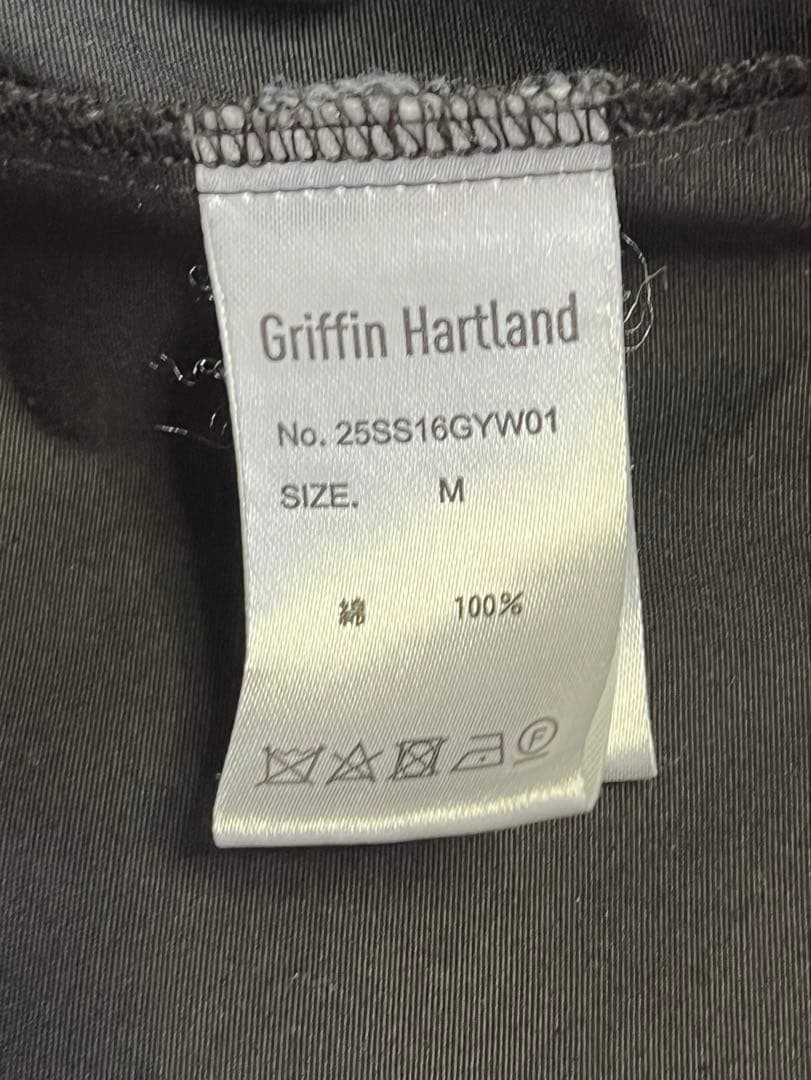 Griffin Hartland
No. 25SS16GYW01
SIZE. M
綿 100%
F